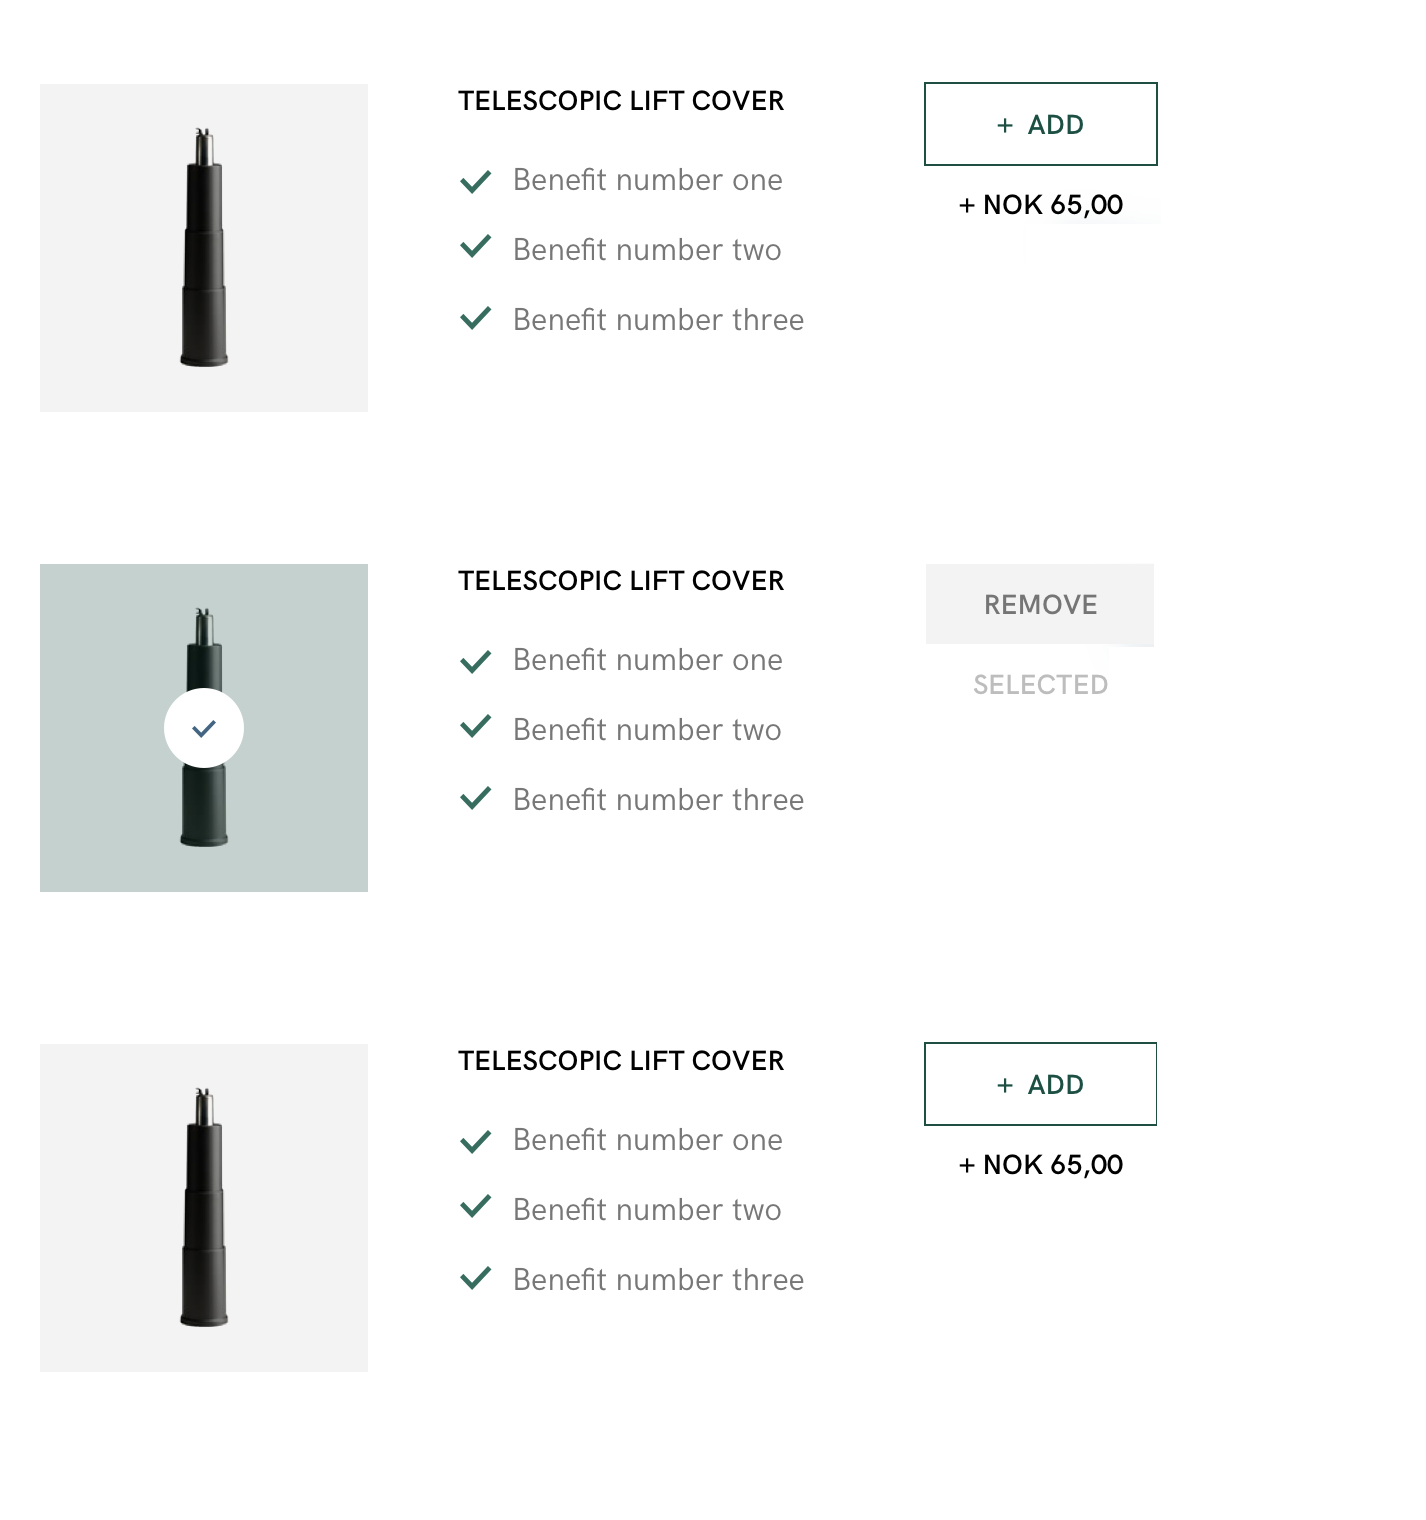 TELESCOPIC LIFT COVER
Benefit number one
Benefit number two
Benefit number three
+ ADD
+ NOK 65,00
TELESCOPIC LIFT COVER
Benefit number one
Benefit number two
Benefit number three
REMOVE
SELECTED
TELESCOPIC LIFT COVER
Benefit number one
Benefit number two
Benefit number three
+ ADD
+ NOK 65,00